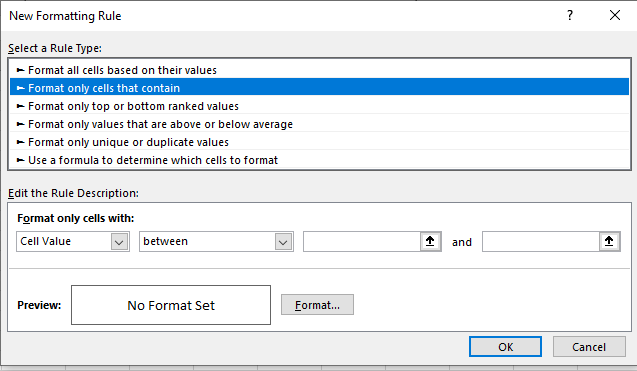 New Formatting Rule ? ×
Select a Rule Type:
► Format all cells based on their values
► Format only cells that contain
► Format only top or bottom ranked values
► Format only values that are above or below average
► Format only unique or duplicate values
► Use a formula to determine which cells to format
Edit the Rule Description:
Format only cells with:
Cell Value between and
Preview: No Format Set Format...
OK Cancel